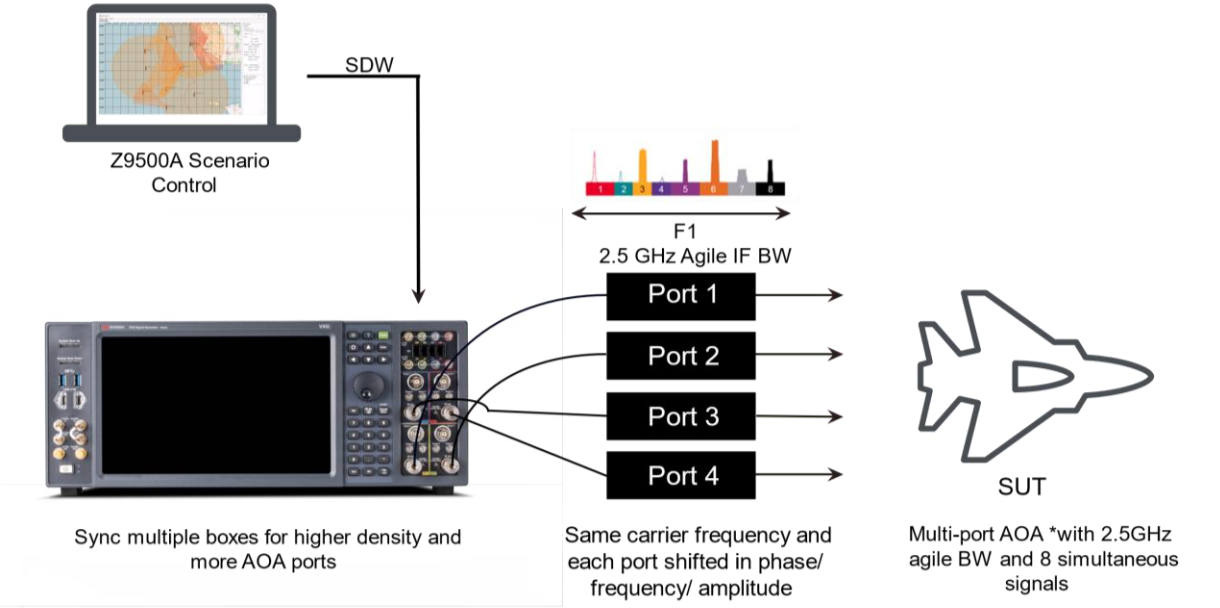 SDW
Z9500A Scenario
Control
1 2 3 4 5 6 7 8
F1
2.5 GHz Agile IF BW
Port 1
Port 2
Port 3
Port 4
SUT
Sync multiple boxes for higher density and
more AOA ports
Same carrier frequency and
each port shifted in phase/
frequency/ amplitude
Multi-port AOA *with 2.5GHz
agile BW and 8 simultaneous
signals